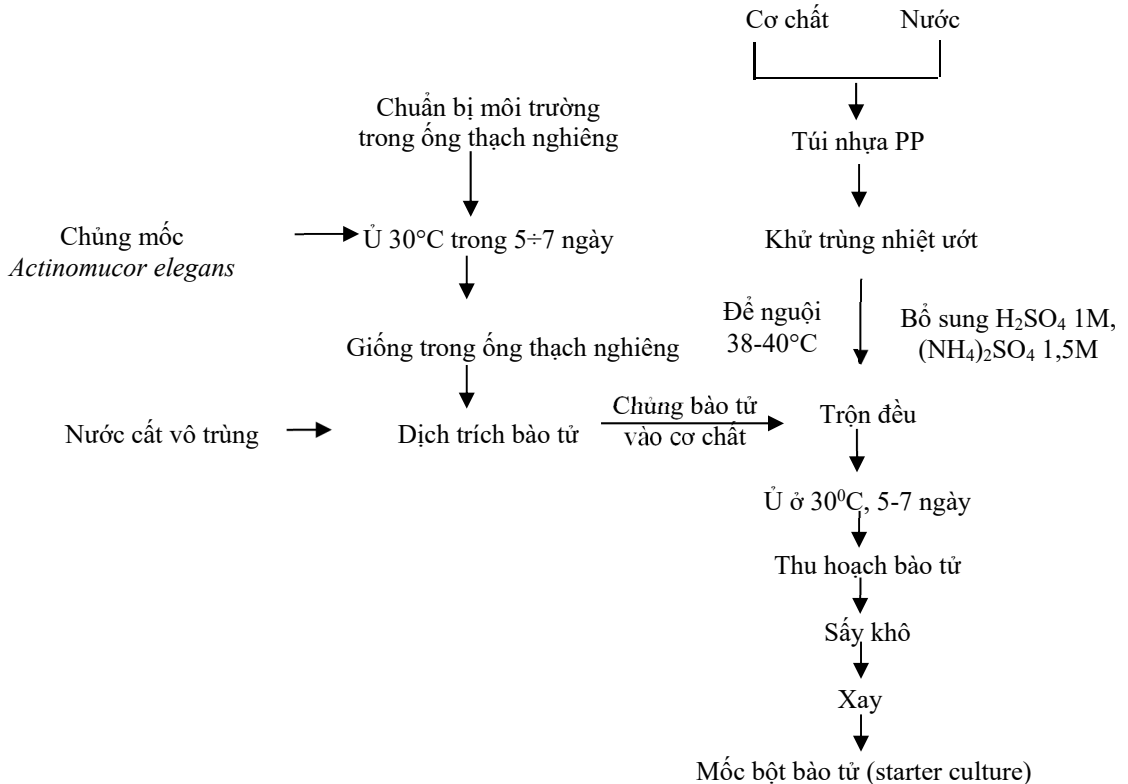 Cơ chất
Nước
Chuẩn bị môi trường
trong ống thạch nghiêng
Túi nhựa PP
Chủng mốc
Actinomucor elegans
Ủ 30°C trong 5÷7 ngày
Khử trùng nhiệt ướt
Để nguội
38-40°C
Bổ sung H₂SO₄ 1M,
(NH₄)₂SO₄ 1,5M
Giống trong ống thạch nghiêng
Nước cất vô trùng
Dịch trích bào tử
Chủng bào tử
vào cơ chất
Trộn đều
Ủ ở 30⁰C, 5-7 ngày
Thu hoạch bào tử
Sấy khô
Xay
Mốc bột bào tử (starter culture)